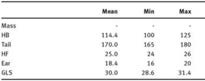 Mean Min Max
Mass - - -
HB 114.4 100 125
Tail 170.0 165 180
HF 25.0 24 26
Ear 18.4 16 20
GLS 30.0 28.6 31.4